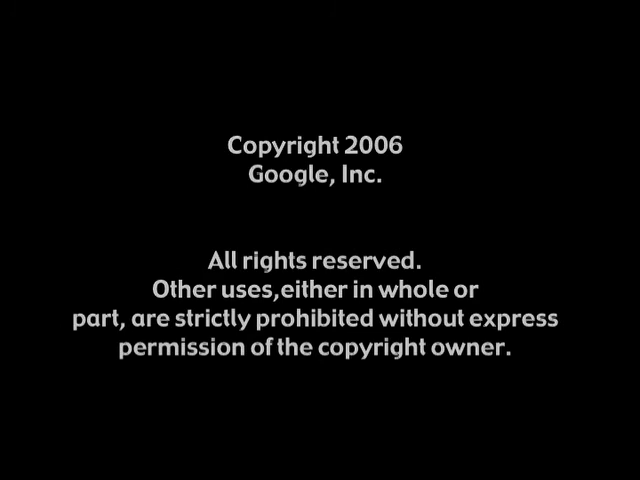 Copyright 2006
Google, Inc.
All rights reserved.
Other uses,either in whole or
part, are strictly prohibited without express
permission of the copyright owner.